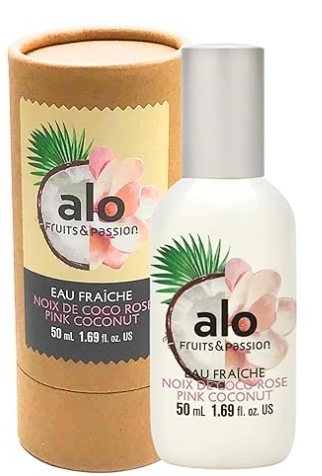 alo
FRUITS & PASSION
EAU FRAÎCHE
NOIX DE COCO ROSE
PINK COCONUT
50 mL 1.69 fl. oz. US
alo
FRUITS & PASSION
EAU FRAÎCHE
NOIX DE COCO ROSE
PINK COCONUT
50 mL 1.69 fl. oz. US